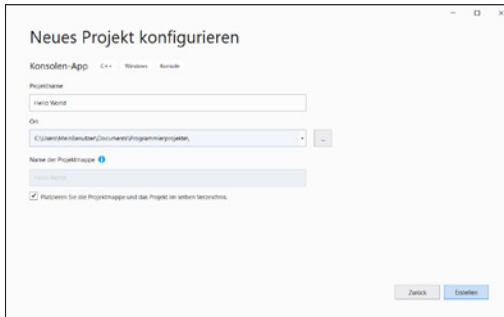 Neues Projekt konfigurieren
Konsolen-App C++ Windows Konsole
Projektname
Hello World
Ort
C:\Users\MeinBenutzer\Documents\Programmierprojekte\
...
Name der Projektmappe
Hello World
Platzieren Sie die Projektmappe und das Projekt im selben Verzeichnis.
Zurück Erstellen